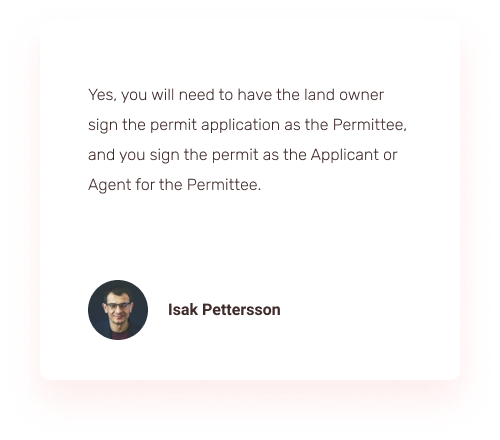 Yes, you will need to have the land owner
sign the permit application as the Permittee,
and you sign the permit as the Applicant or
Agent for the Permittee.
Isak Pettersson